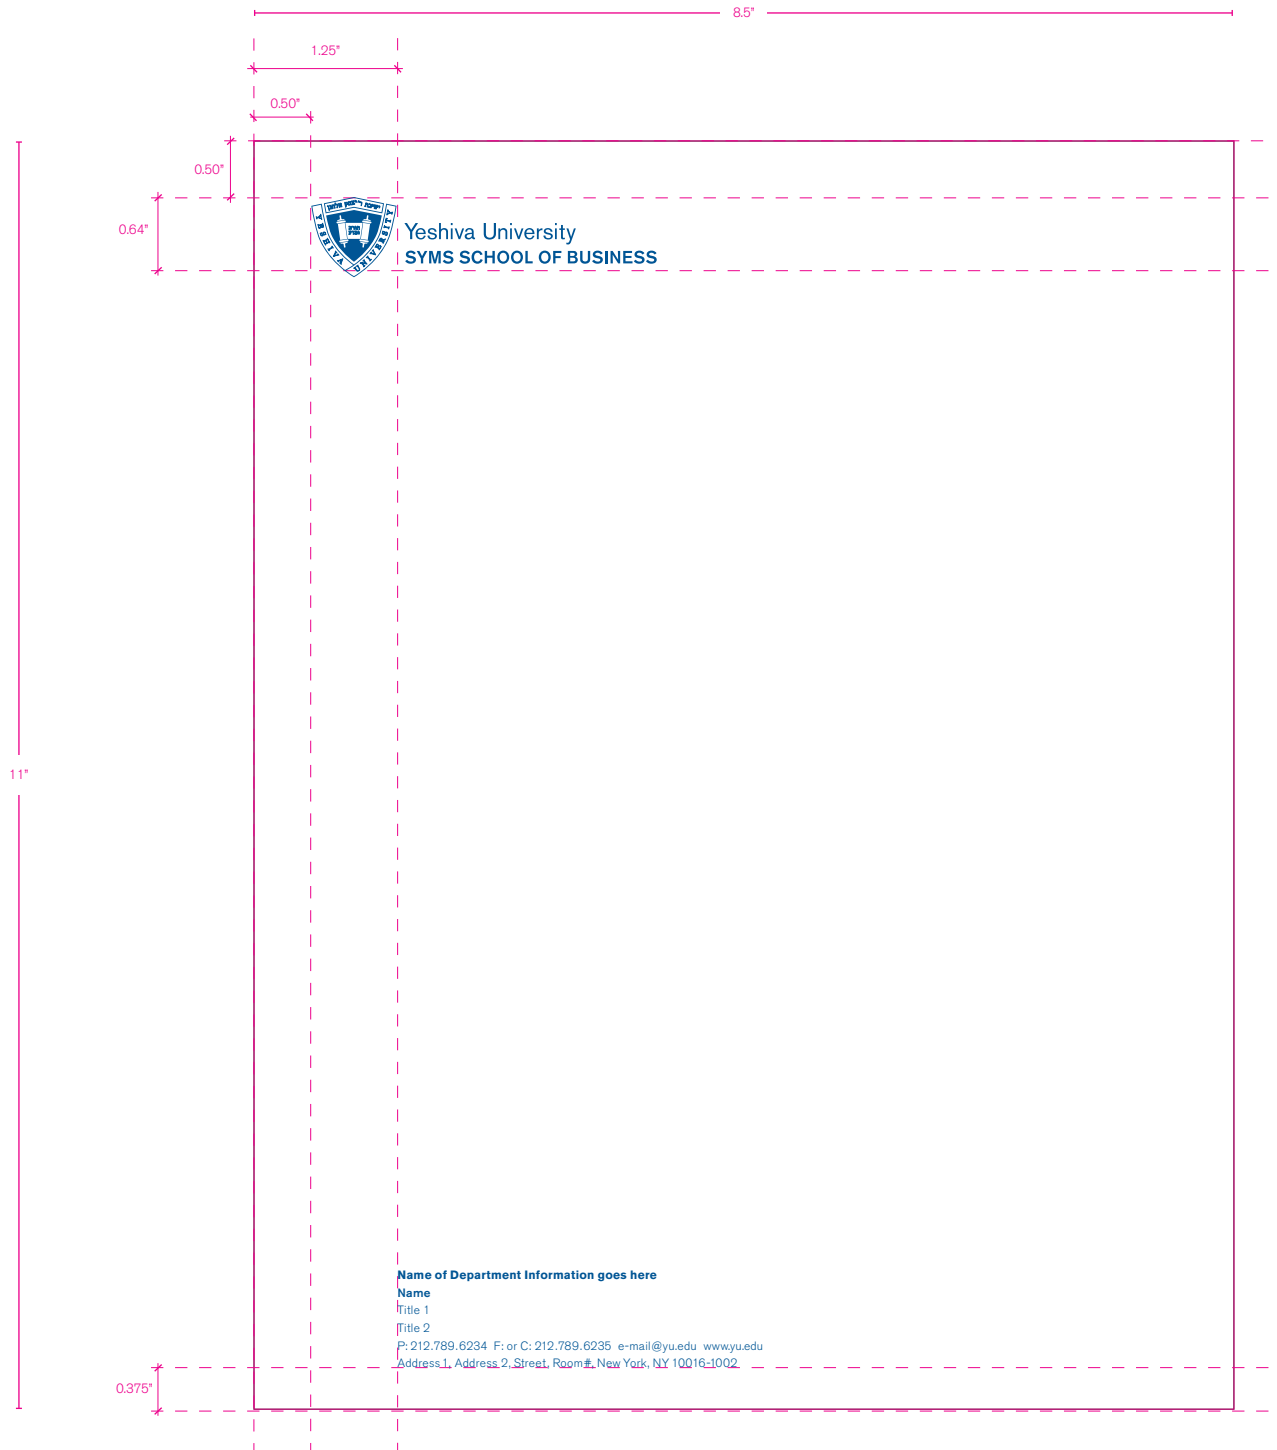 8.5"
1.25"
0.50"
0.50"
0.64"
YESHIVA UNIVERSITY
Yeshiva University
SYMS SCHOOL OF BUSINESS
11"
Name of Department Information goes here
Name
Title 1
Title 2
P: 212.789.6234 F: or C: 212.789.6235 e-mail@yu.edu www.yu.edu
Address 1, Address 2, Street, Room#, New York, NY 10016-1002
0.375"